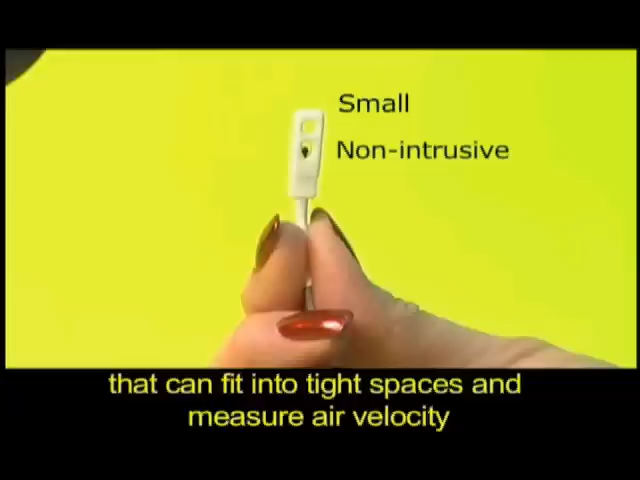 Small
Non-intrusive
that can fit into tight spaces and
measure air velocity